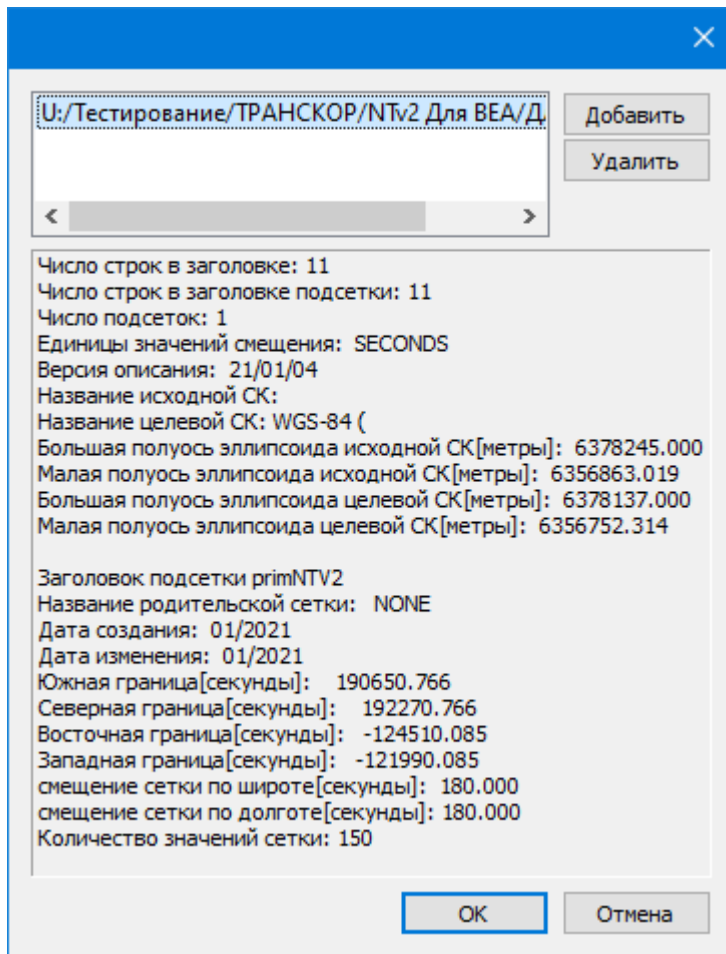 U:/Тестирование/ТРАНСКОР/NTv2 Для ВЕА/Д
Добавить
Удалить
Число строк в заголовке: 11
Число строк в заголовке подсетки: 11
Число подсеток: 1
Единицы значений смещения: SECONDS
Версия описания: 21/01/04
Название исходной СК:
Название целевой СК: WGS-84 (
Большая полуось эллипсоида исходной СК[метры]: 6378245.000
Малая полуось эллипсоида исходной СК[метры]: 6356863.019
Большая полуось эллипсоида целевой СК[метры]: 6378137.000
Малая полуось эллипсоида целевой СК[метры]: 6356752.314
Заголовок подсетки primNTV2
Название родительской сетки: NONE
Дата создания: 01/2021
Дата изменения: 01/2021
Южная граница[секунды]: 190650.766
Северная граница[секунды]: 192270.766
Восточная граница[секунды]: -124510.085
Западная граница[секунды]: -121990.085
смещение сетки по широте[секунды]: 180.000
смещение сетки по долготе[секунды]: 180.000
Количество значений сетки: 150
OK
Отмена